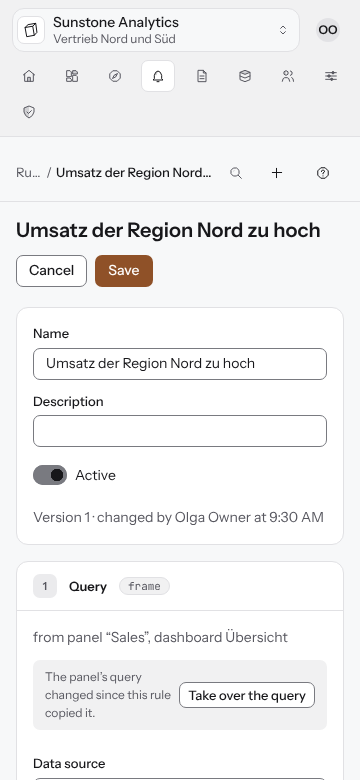 Sunstone Analytics
Vertrieb Nord und Süd
OO
Ru... / Umsatz der Region Nord...
Umsatz der Region Nord zu hoch
Cancel
Save
Name
Umsatz der Region Nord zu hoch
Description
Active
Version 1 · changed by Olga Owner at 9:30 AM
1 Query frame
from panel “Sales”, dashboard Übersicht
The panel’s query
changed since this rule
copied it.
Take over the query
Data source